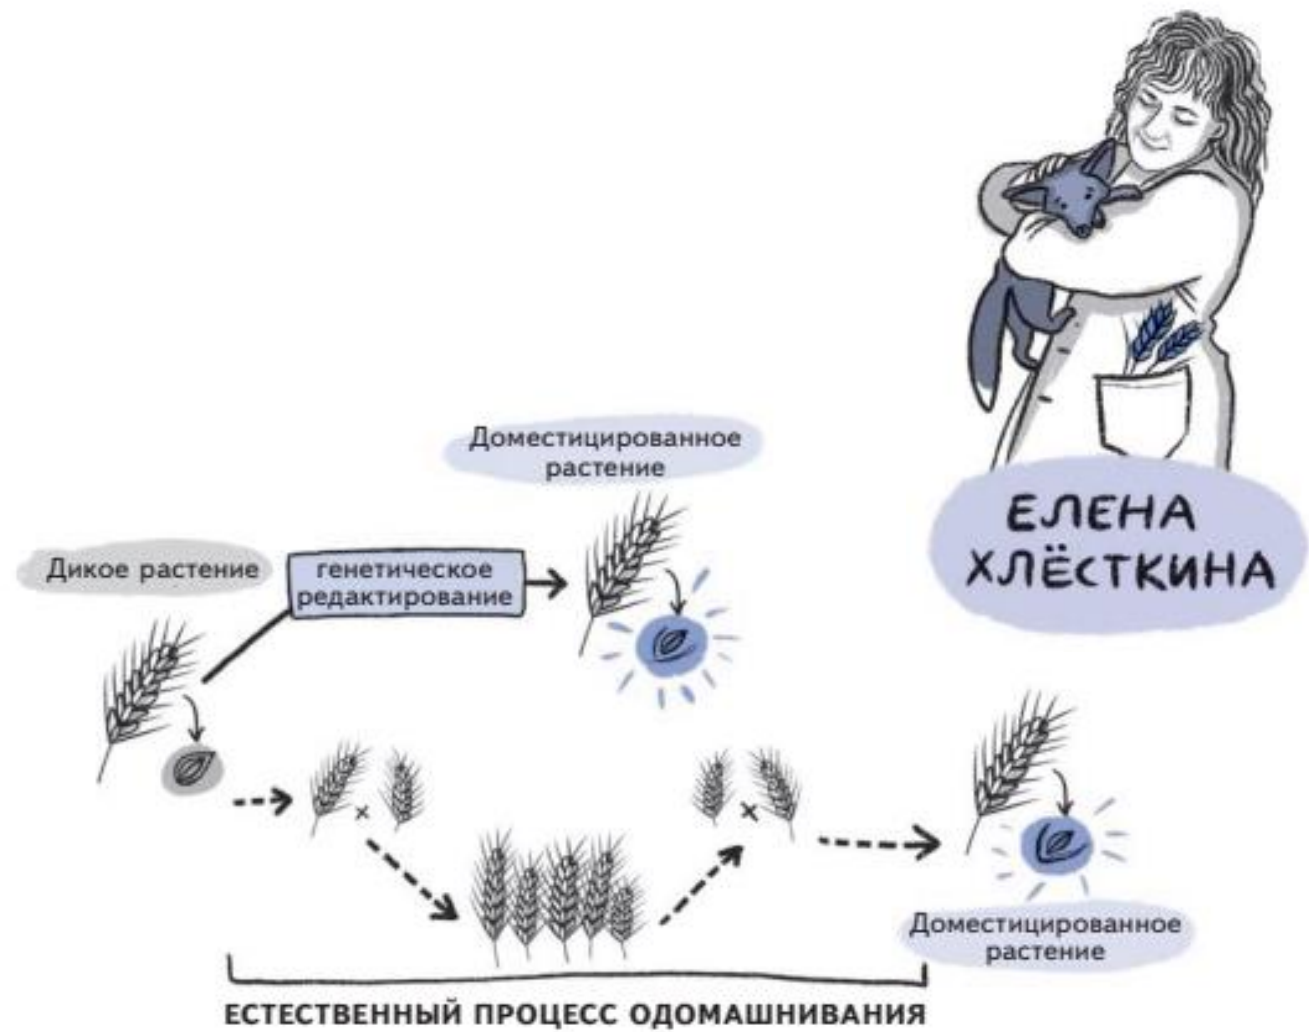 Доместицированное
растение
ЕЛЕНА
ХЛЁСТКИНА
Дикое растение
генетическое
редактирование
Доместицированное
растение
ЕСТЕСТВЕННЫЙ ПРОЦЕСС ОДОМАШНИВАНИЯ